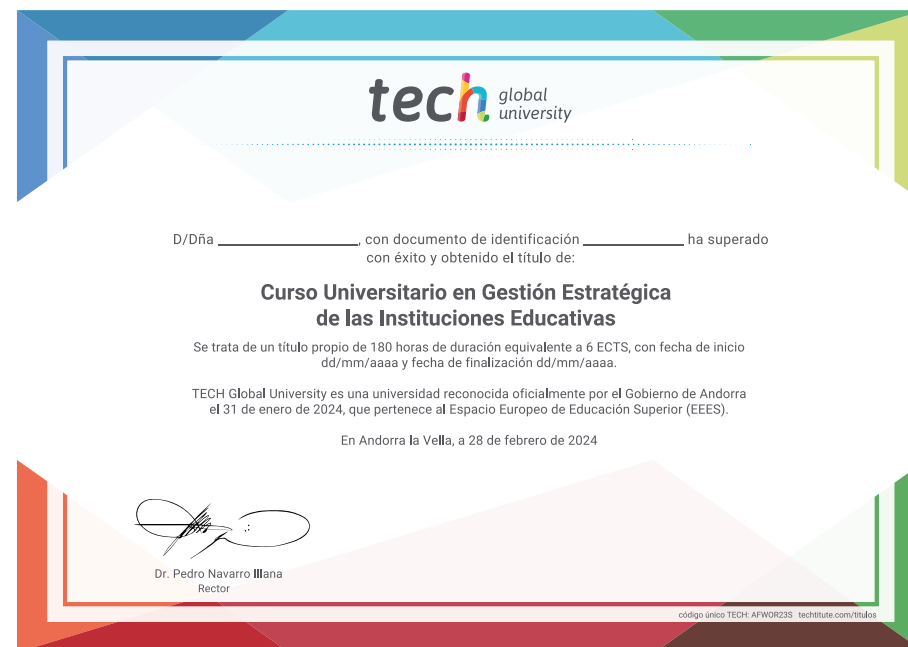 tech global university
D/Dña ____________________, con documento de identificación ______________ ha superado
con éxito y obtenido el título de:
Curso Universitario en Gestión Estratégica
de las Instituciones Educativas
Se trata de un título propio de 180 horas de duración equivalente a 6 ECTS, con fecha de inicio
dd/mm/aaaa y fecha de finalización dd/mm/aaaa.
TECH Global University es una universidad reconocida oficialmente por el Gobierno de Andorra
el 31 de enero de 2024, que pertenece al Espacio Europeo de Educación Superior (EEES).
En Andorra la Vella, a 28 de febrero de 2024
Dr. Pedro Navarro Illana
Rector
código único TECH: AFWOR23S techtitute.com/titulos